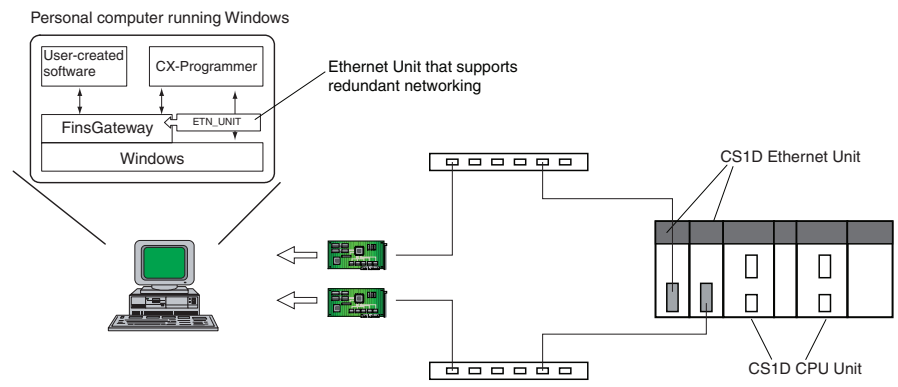 Personal computer running Windows
User-created
software
CX-Programmer
Ethernet Unit that supports
redundant networking
FinsGateway
ETN_UNIT
Windows
CS1D Ethernet Unit
CS1D CPU Unit